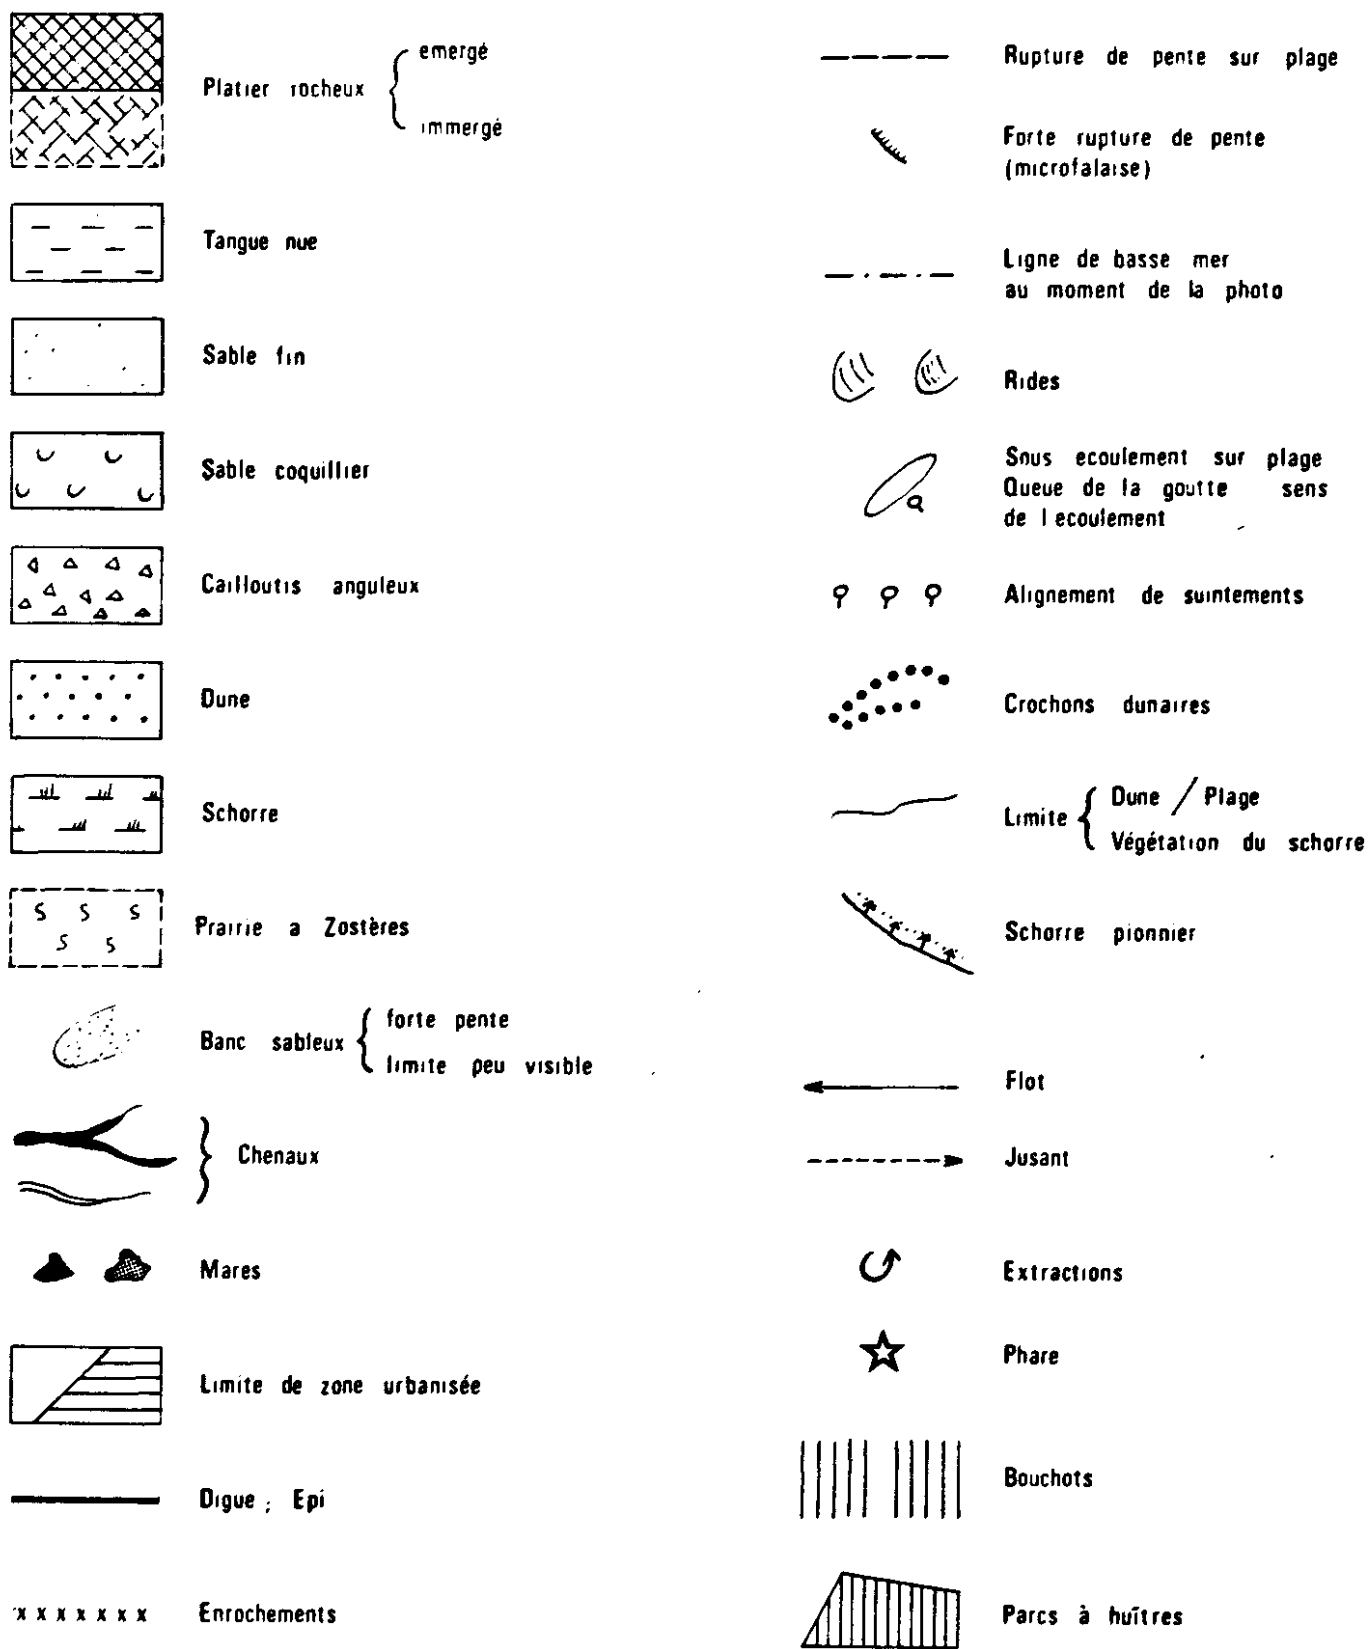 Platier rocheux
emergé
immergé
Tangue nue
Sable fin
Sable coquillier
Cailloutis anguleux
Dune
Schorre
Prairie a Zostères
Banc sableux
forte pente
limite peu visible
Chenaux
Mares
Limite de zone urbanisée
Digue ; Epi
Enrochements
Rupture de pente sur plage
Forte rupture de pente
(microfalaise)
Ligne de basse mer
au moment de la photo
Rides
Sous ecoulement sur plage
Queue de la goutte sens
de l ecoulement
Alignement de suintements
Crochons dunaires
Limite
Dune / Plage
Végétation du schorre
Schorre pionnier
Flot
Jusant
Extractions
Phare
Bouchots
Parcs à huîtres